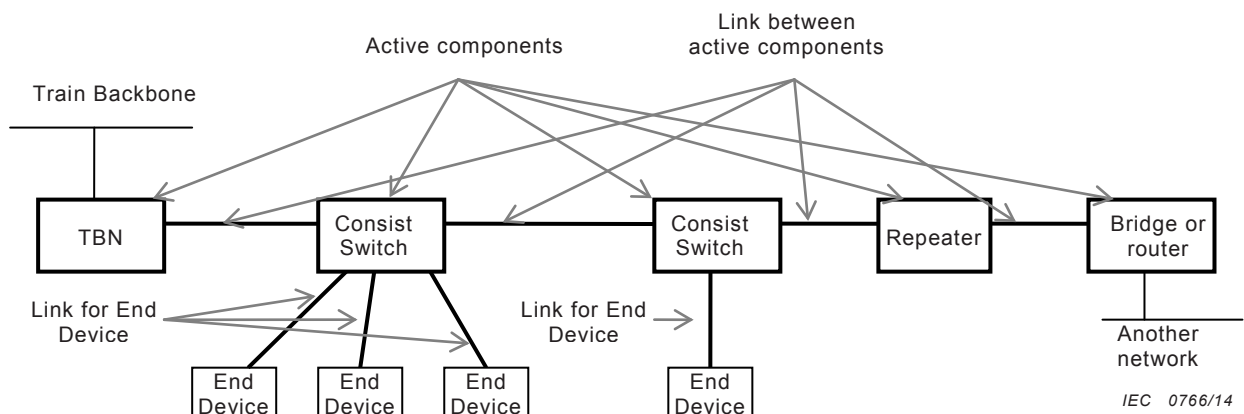 Active components
Link between
active components
Train Backbone
TBN
Consist
Switch
Consist
Switch
Repeater
Bridge or
router
Link for End
Device
Link for End
Device
Another
network
End
Device
End
Device
End
Device
End
Device
IEC 0766/14